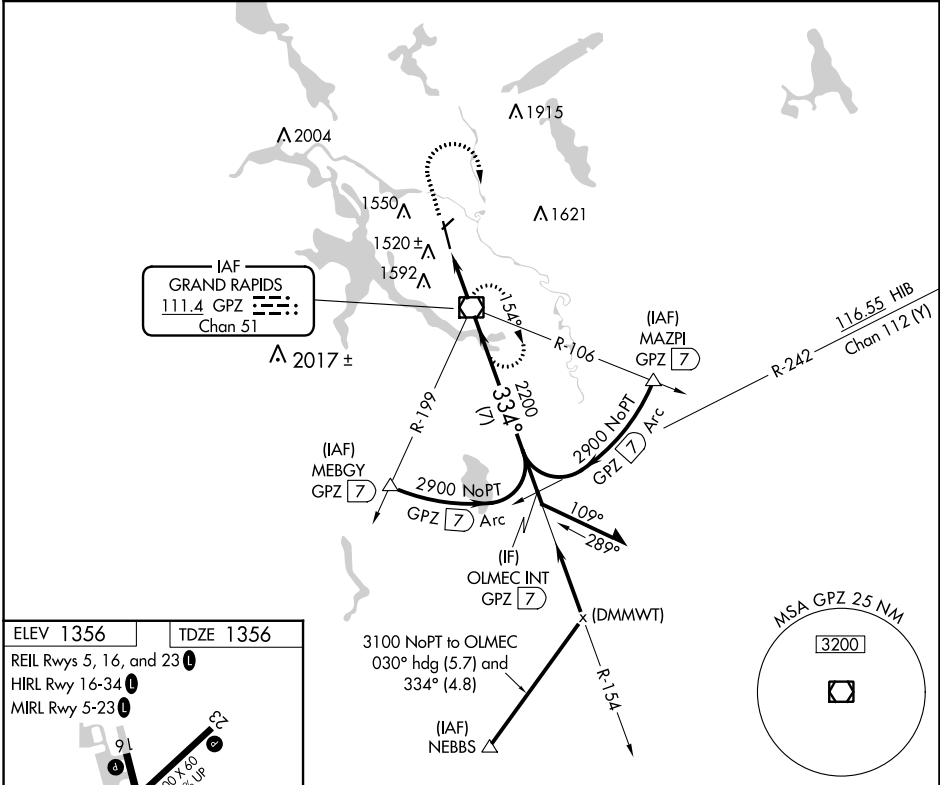 1915
2004
1550
1621
1520 ±
1592
IAF
GRAND RAPIDS
111.4 GPZ
Chan 51
2017 ±
154°
R-106
(IAF)
MAZPI
GPZ 7
116.55 HIB
Chan 112 (Y)
R-242
R-199
2200
334°
(7)
2900 NoPT
GPZ 7 Arc
(IAF)
MEBGY
GPZ 7
2900 NoPT
GPZ 7 Arc
109°
289°
(IF)
OLMEC INT
GPZ 7
(DMMWT)
3100 NoPT to OLMEC
030° hdg (5.7) and
334° (4.8)
R-154
(IAF)
NEBBS
MSA GPZ 25 NM
3200
ELEV 1356
TDZE 1356
REIL Rwys 5, 16, and 23 L
HIRL Rwy 16-34 L
MIRL Rwy 5-23 L
16
23
P
P
X 60
UP